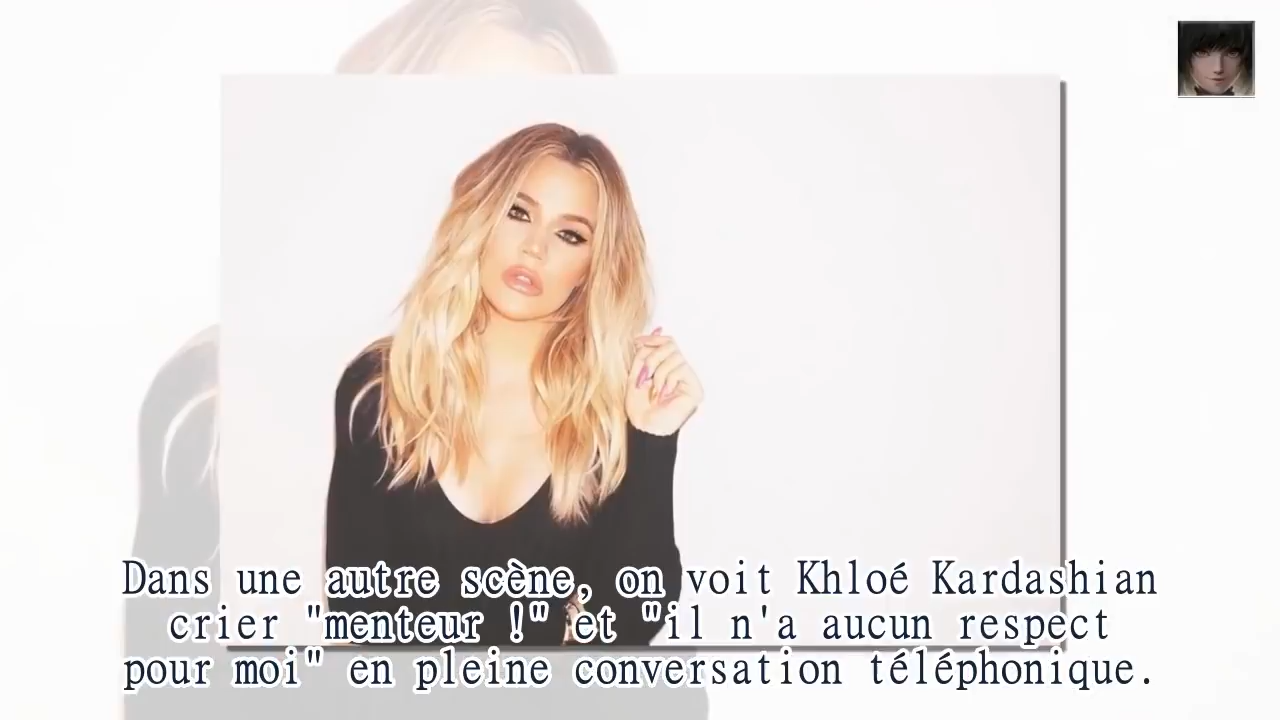 Dans une autre scène, on voit Khloé Kardashian
crier "menteur !" et "il n'a aucun respect
pour moi" en pleine conversation téléphonique.